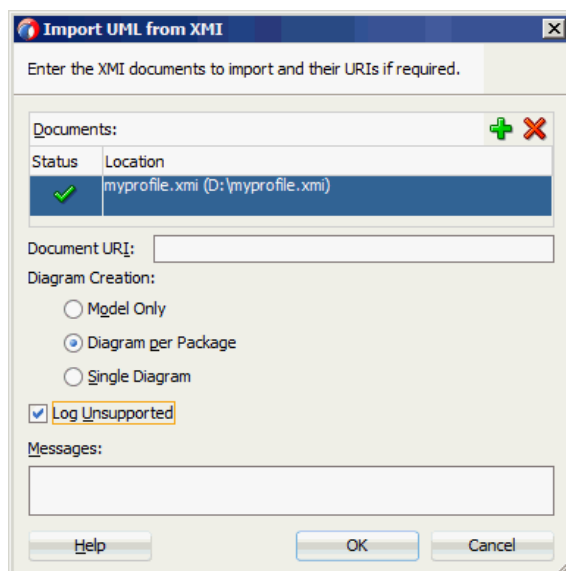 Import UML from XMI
Enter the XMI documents to import and their URIs if required.
Documents:
Status Location
myprofile.xmi (D:\myprofile.xmi)
Document URI:
Diagram Creation:
Model Only
Diagram per Package
Single Diagram
Log Unsupported
Messages:
Help OK Cancel